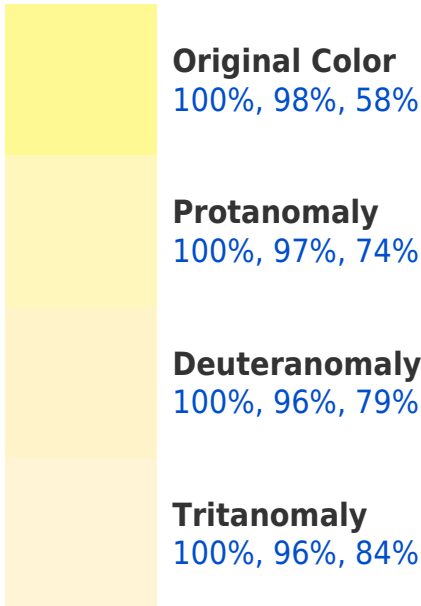 Original Color
100%, 98%, 58%
Protanomaly
100%, 97%, 74%
Deuteranomaly
100%, 96%, 79%
Tritanomaly
100%, 96%, 84%